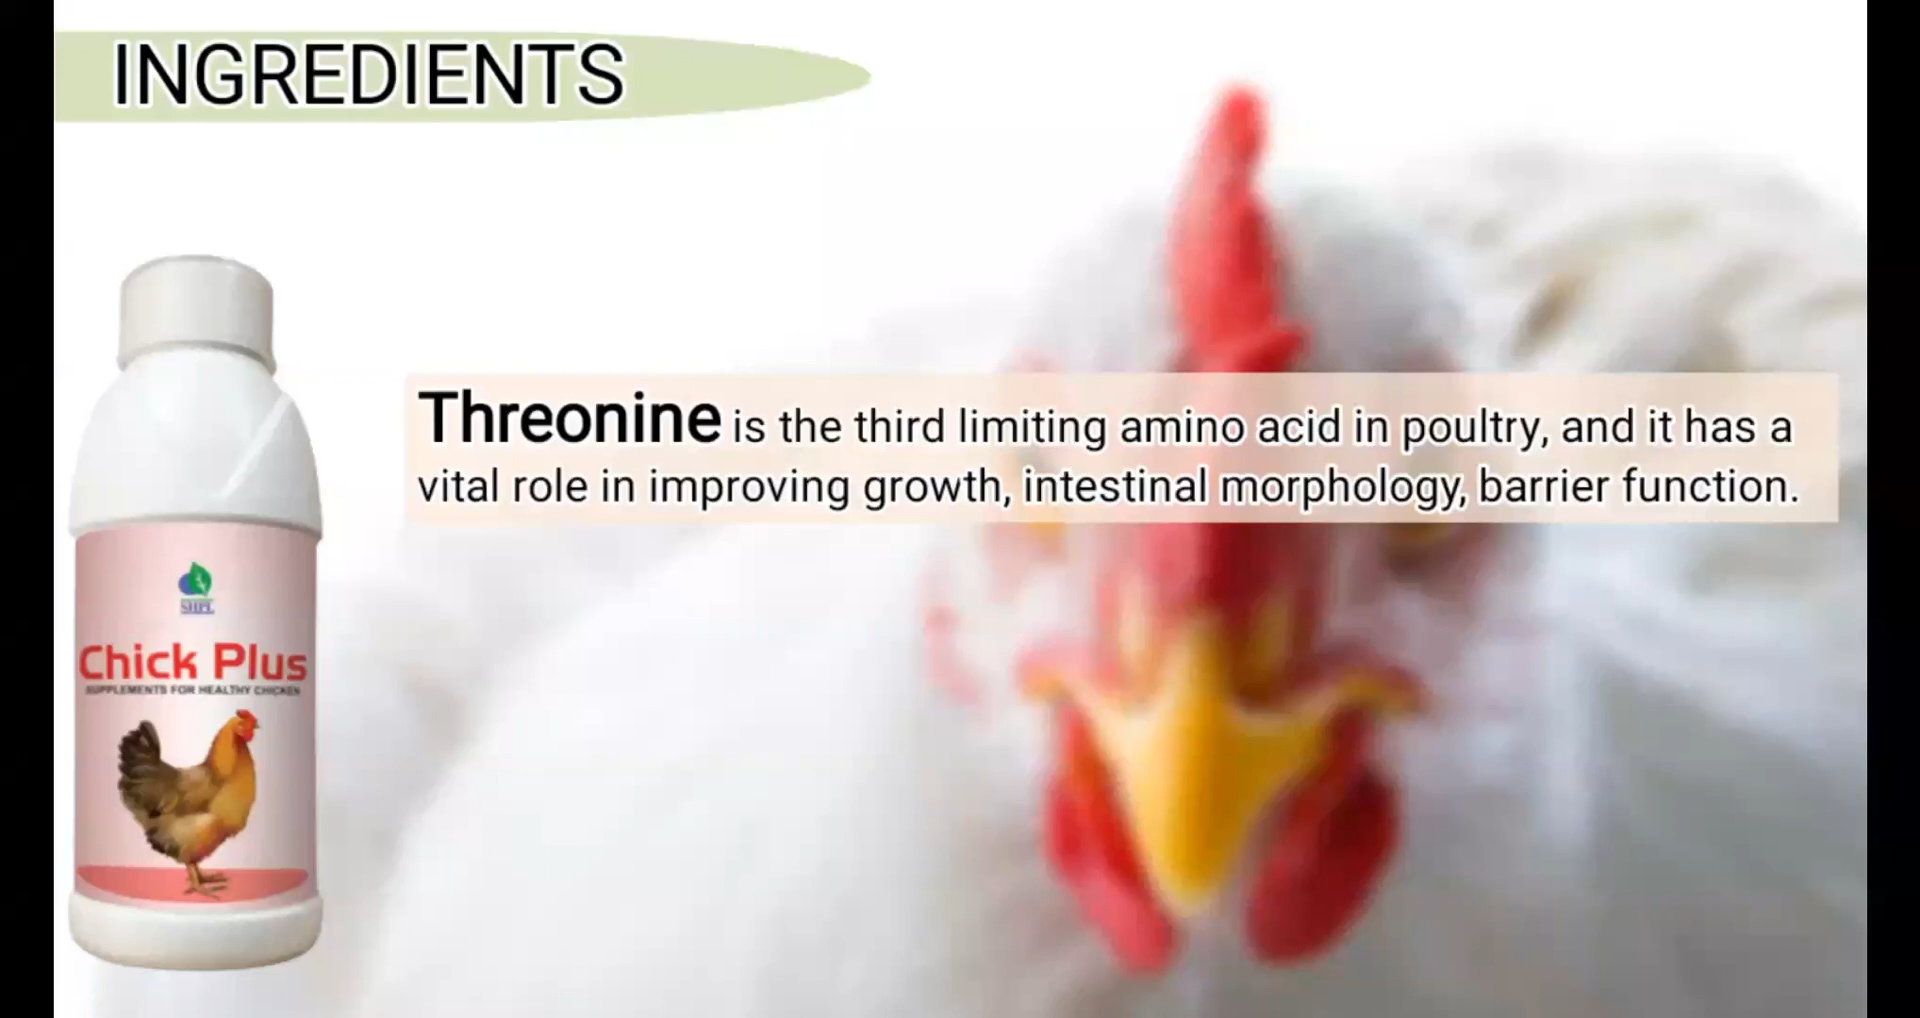 INGREDIENTS
Threonine is the third limiting amino acid in poultry, and it has a
vital role in improving growth, intestinal morphology, barrier function.
SHPL
Chick Plus
SUPPLEMENTS FOR HEALTHY CHICKEN